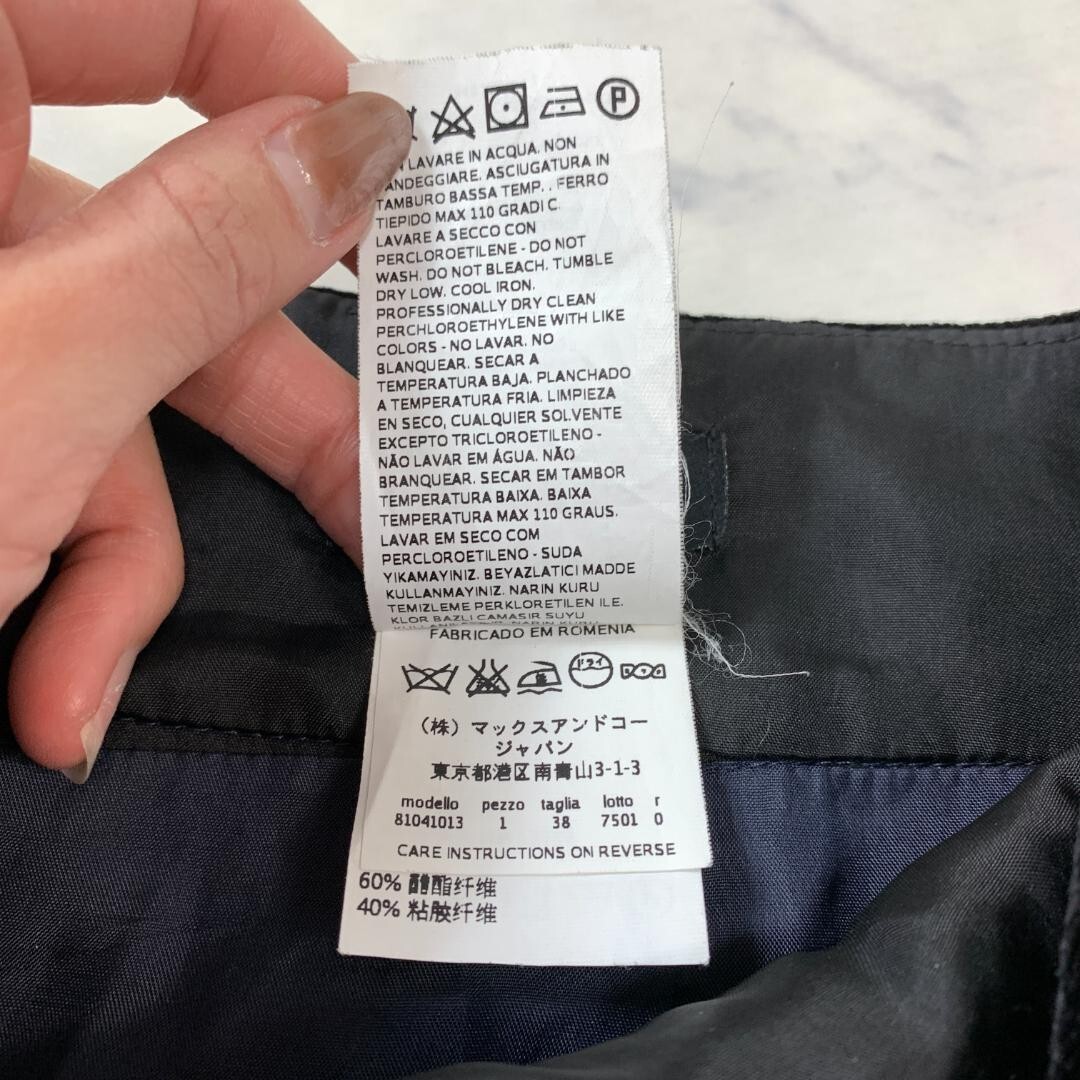 P
LAVARE IN ACQUA. NON
CANDEGGIARE. ASCIUGATURA IN
TAMBURO BASSA TEMP. . FERRO
TIEPIDO MAX 110 GRADI C.
LAVARE A SECCO CON
PERCLOROETILENE - DO NOT
WASH. DO NOT BLEACH. TUMBLE
DRY LOW. COOL IRON.
PROFESSIONALLY DRY CLEAN
PERCHLOROETHYLENE WITH LIKE
COLORS - NO LAVAR. NO
BLANQUEAR. SECAR A
TEMPERATURA BAJA. PLANCHADO
A TEMPERATURA FRIA. LIMPIEZA
EN SECO, CUALQUIER SOLVENTE
EXCEPTO TRICLOROETILENO -
NÃO LAVAR EM ÁGUA. NÃO
BRANQUEAR. SECAR EM TAMBOR
TEMPERATURA BAIXA. BAIXA
TEMPERATURA MAX 110 GRAUS.
LAVAR EM SECO COM
PERCLOROETILENO - SUDA
YIKAMAYINIZ. BEYAZLATICI MADDE
KULLANMAYINIZ. NARIN KURU
TEMIZLEME PERKLORETILEN ILE.
KLOR BAZLI CAMASIR SUYU
FABRICADO EM ROMENIA
ドライ
（株）マックスアンドコー
ジャパン
東京都港区南青山3-1-3
modello pezzo taglia lotto r
81041013 1 38 7501 0
CARE INSTRUCTIONS ON REVERSE
60% 醋酯纤维
40% 粘胶纤维